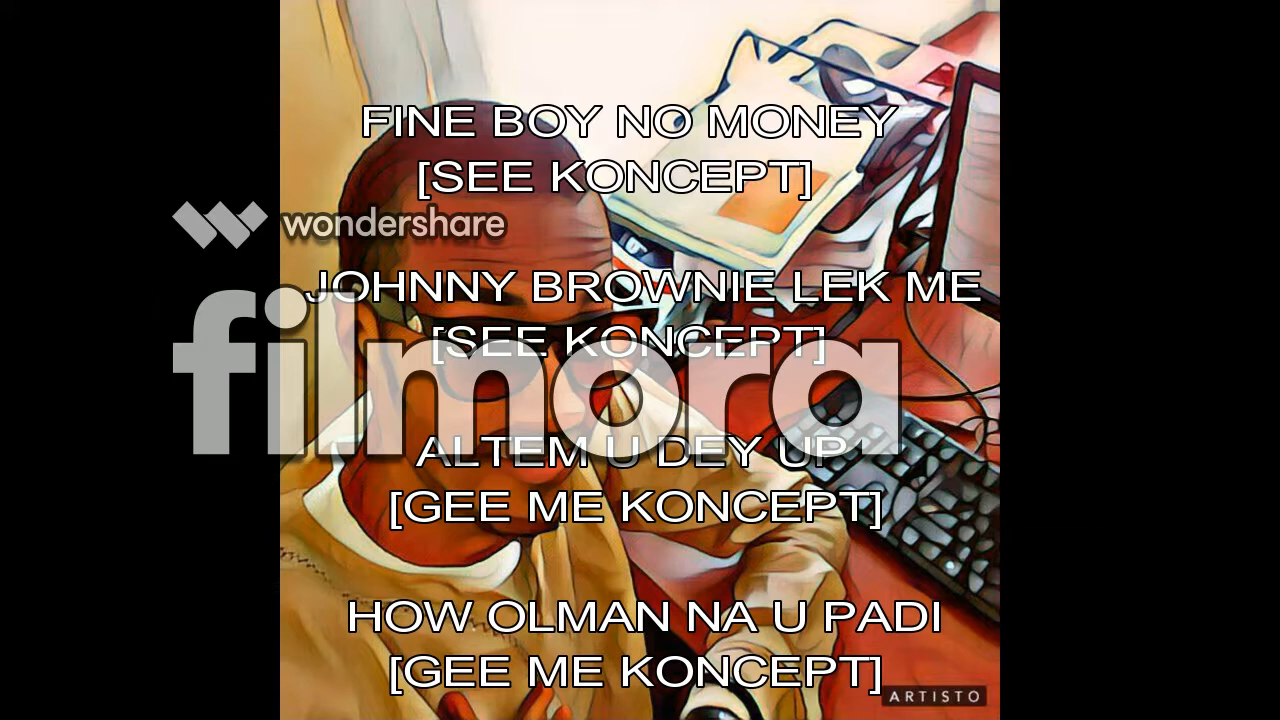 FINE BOY NO MONEY
[SEE KONCEPT]
wondershare
JOHNNY BROWNIE LEK ME
[SEE KONCEPT]
filmora
ALTEM U DEY UP
[GEE ME KONCEPT]
HOW OLMAN NA U PADI
[GEE ME KONCEPT]
ARTISTO